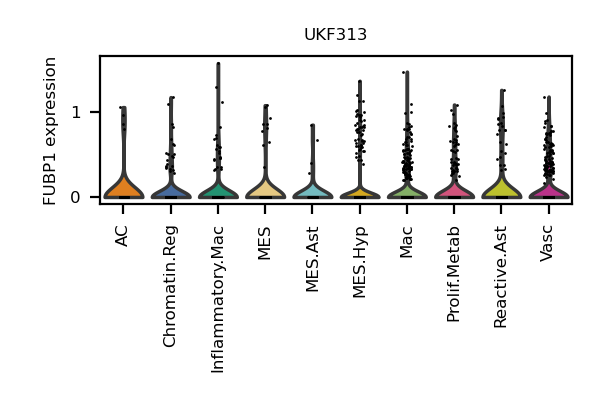 UKF313
FUBP1 expression
1
0
AC
Chromatin.Reg
Inflammatory.Mac
MES
MES.Ast
MES.Hyp
Mac
Prolif.Metab
Reactive.Ast
Vasc